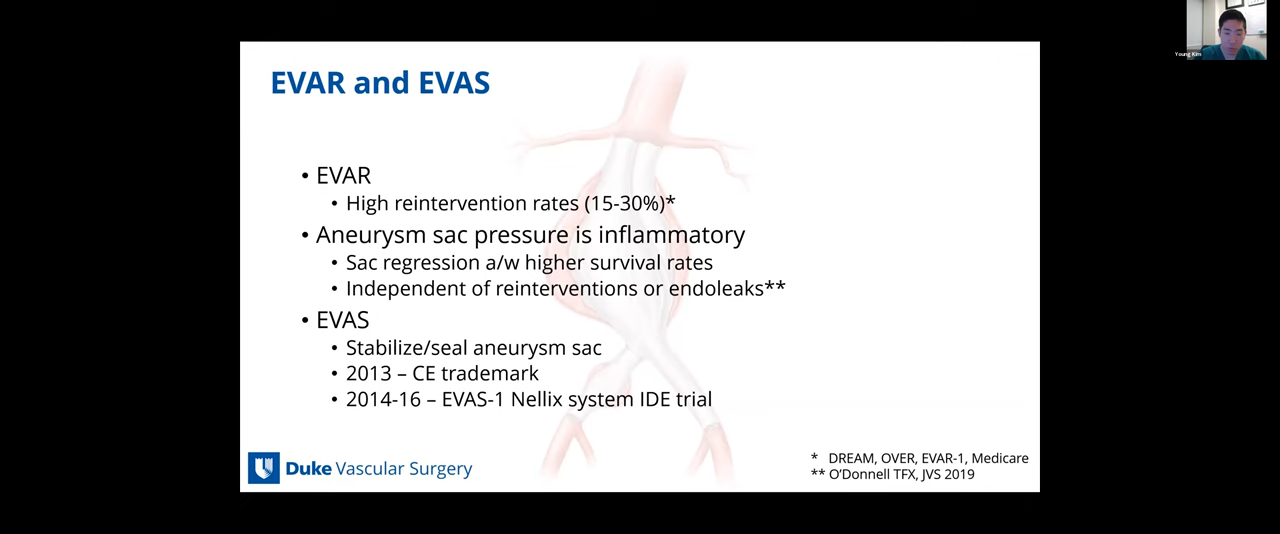 Young Kim
EVAR and EVAS
• EVAR
• High reintervention rates (15-30%)*
• Aneurysm sac pressure is inflammatory
• Sac regression a/w higher survival rates
• Independent of reinterventions or endoleaks**
• EVAS
• Stabilize/seal aneurysm sac
• 2013 – CE trademark
• 2014-16 – EVAS-1 Nellix system IDE trial
Duke Vascular Surgery
* DREAM, OVER, EVAR-1, Medicare
** O'Donnell TFX, JVS 2019